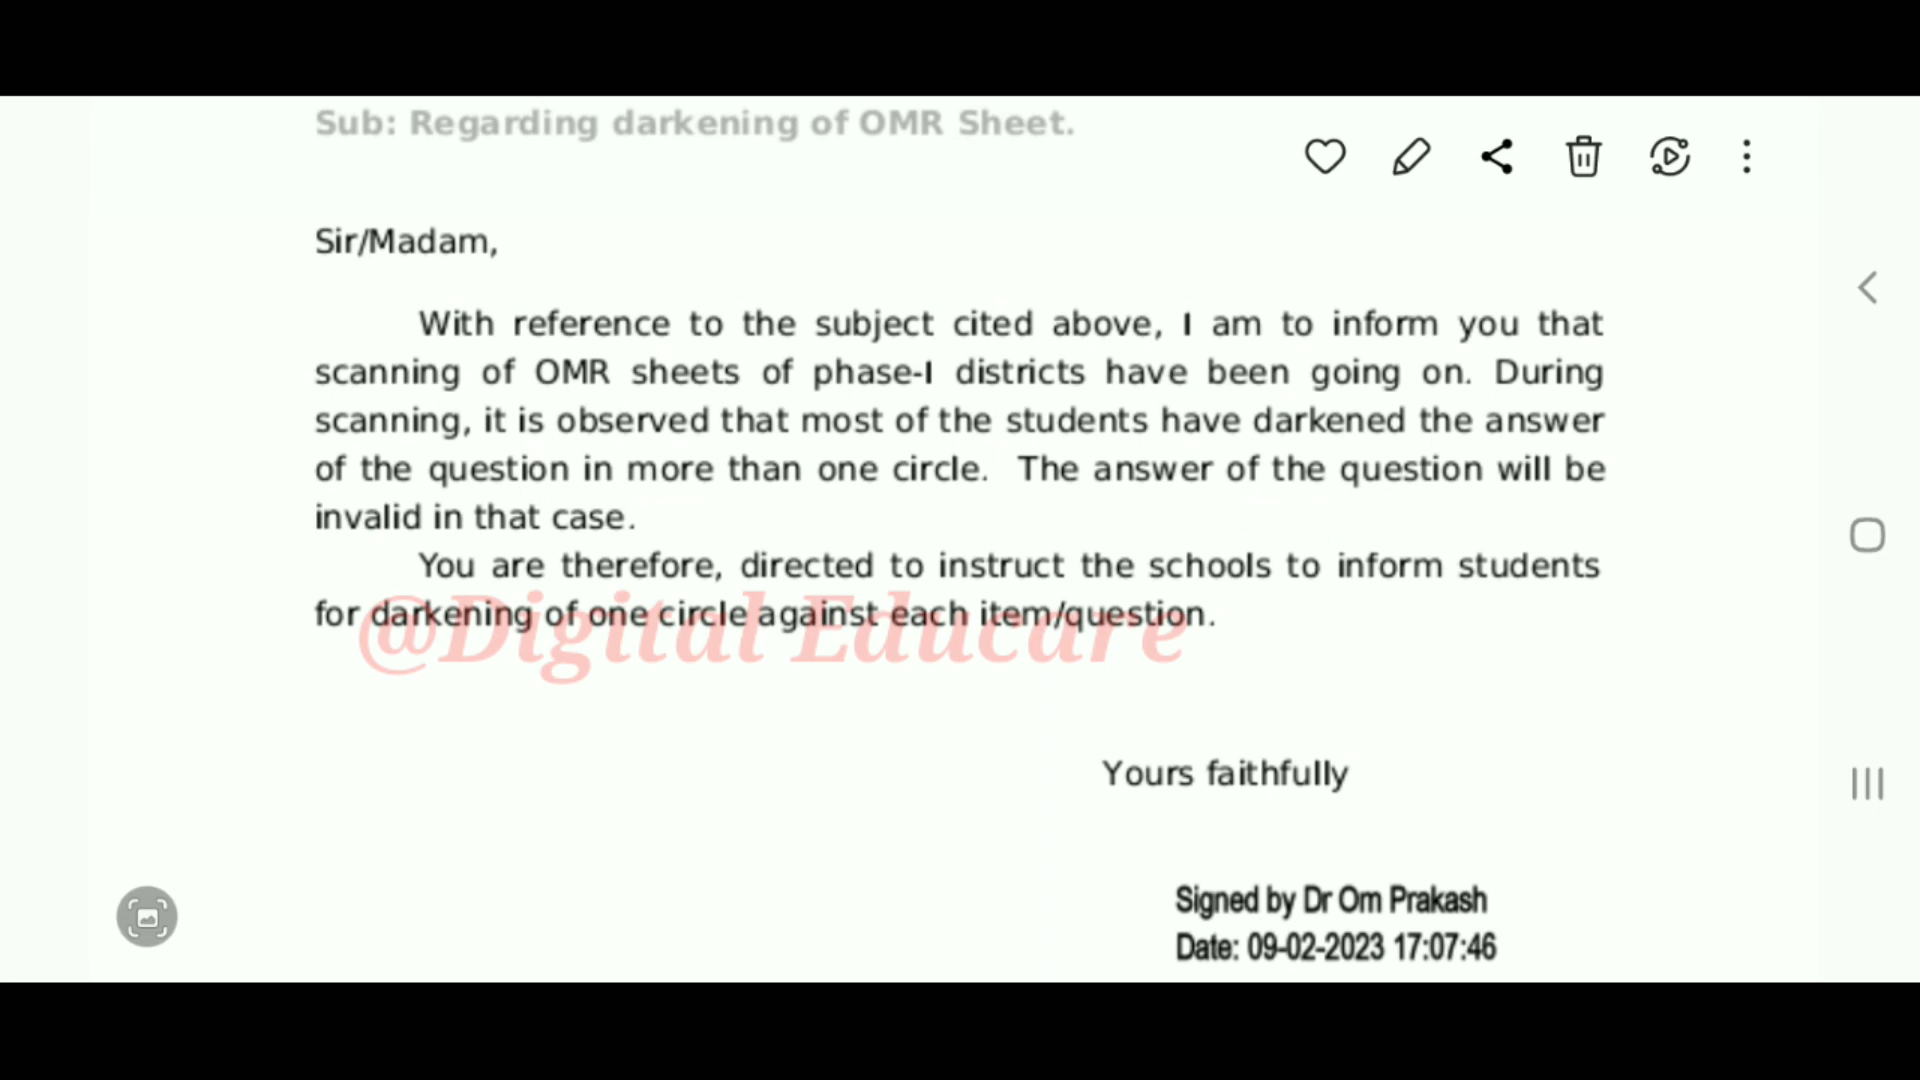 Sub: Regarding darkening of OMR Sheet.
Sir/Madam,
With reference to the subject cited above, I am to inform you that
scanning of OMR sheets of phase-I districts have been going on. During
scanning, it is observed that most of the students have darkened the answer
of the question in more than one circle. The answer of the question will be
invalid in that case.
You are therefore, directed to instruct the schools to inform students
for darkening of one circle against each item/question.
@Digital Educare
Yours faithfully
Signed by Dr Om Prakash
Date: 09-02-2023 17:07:46